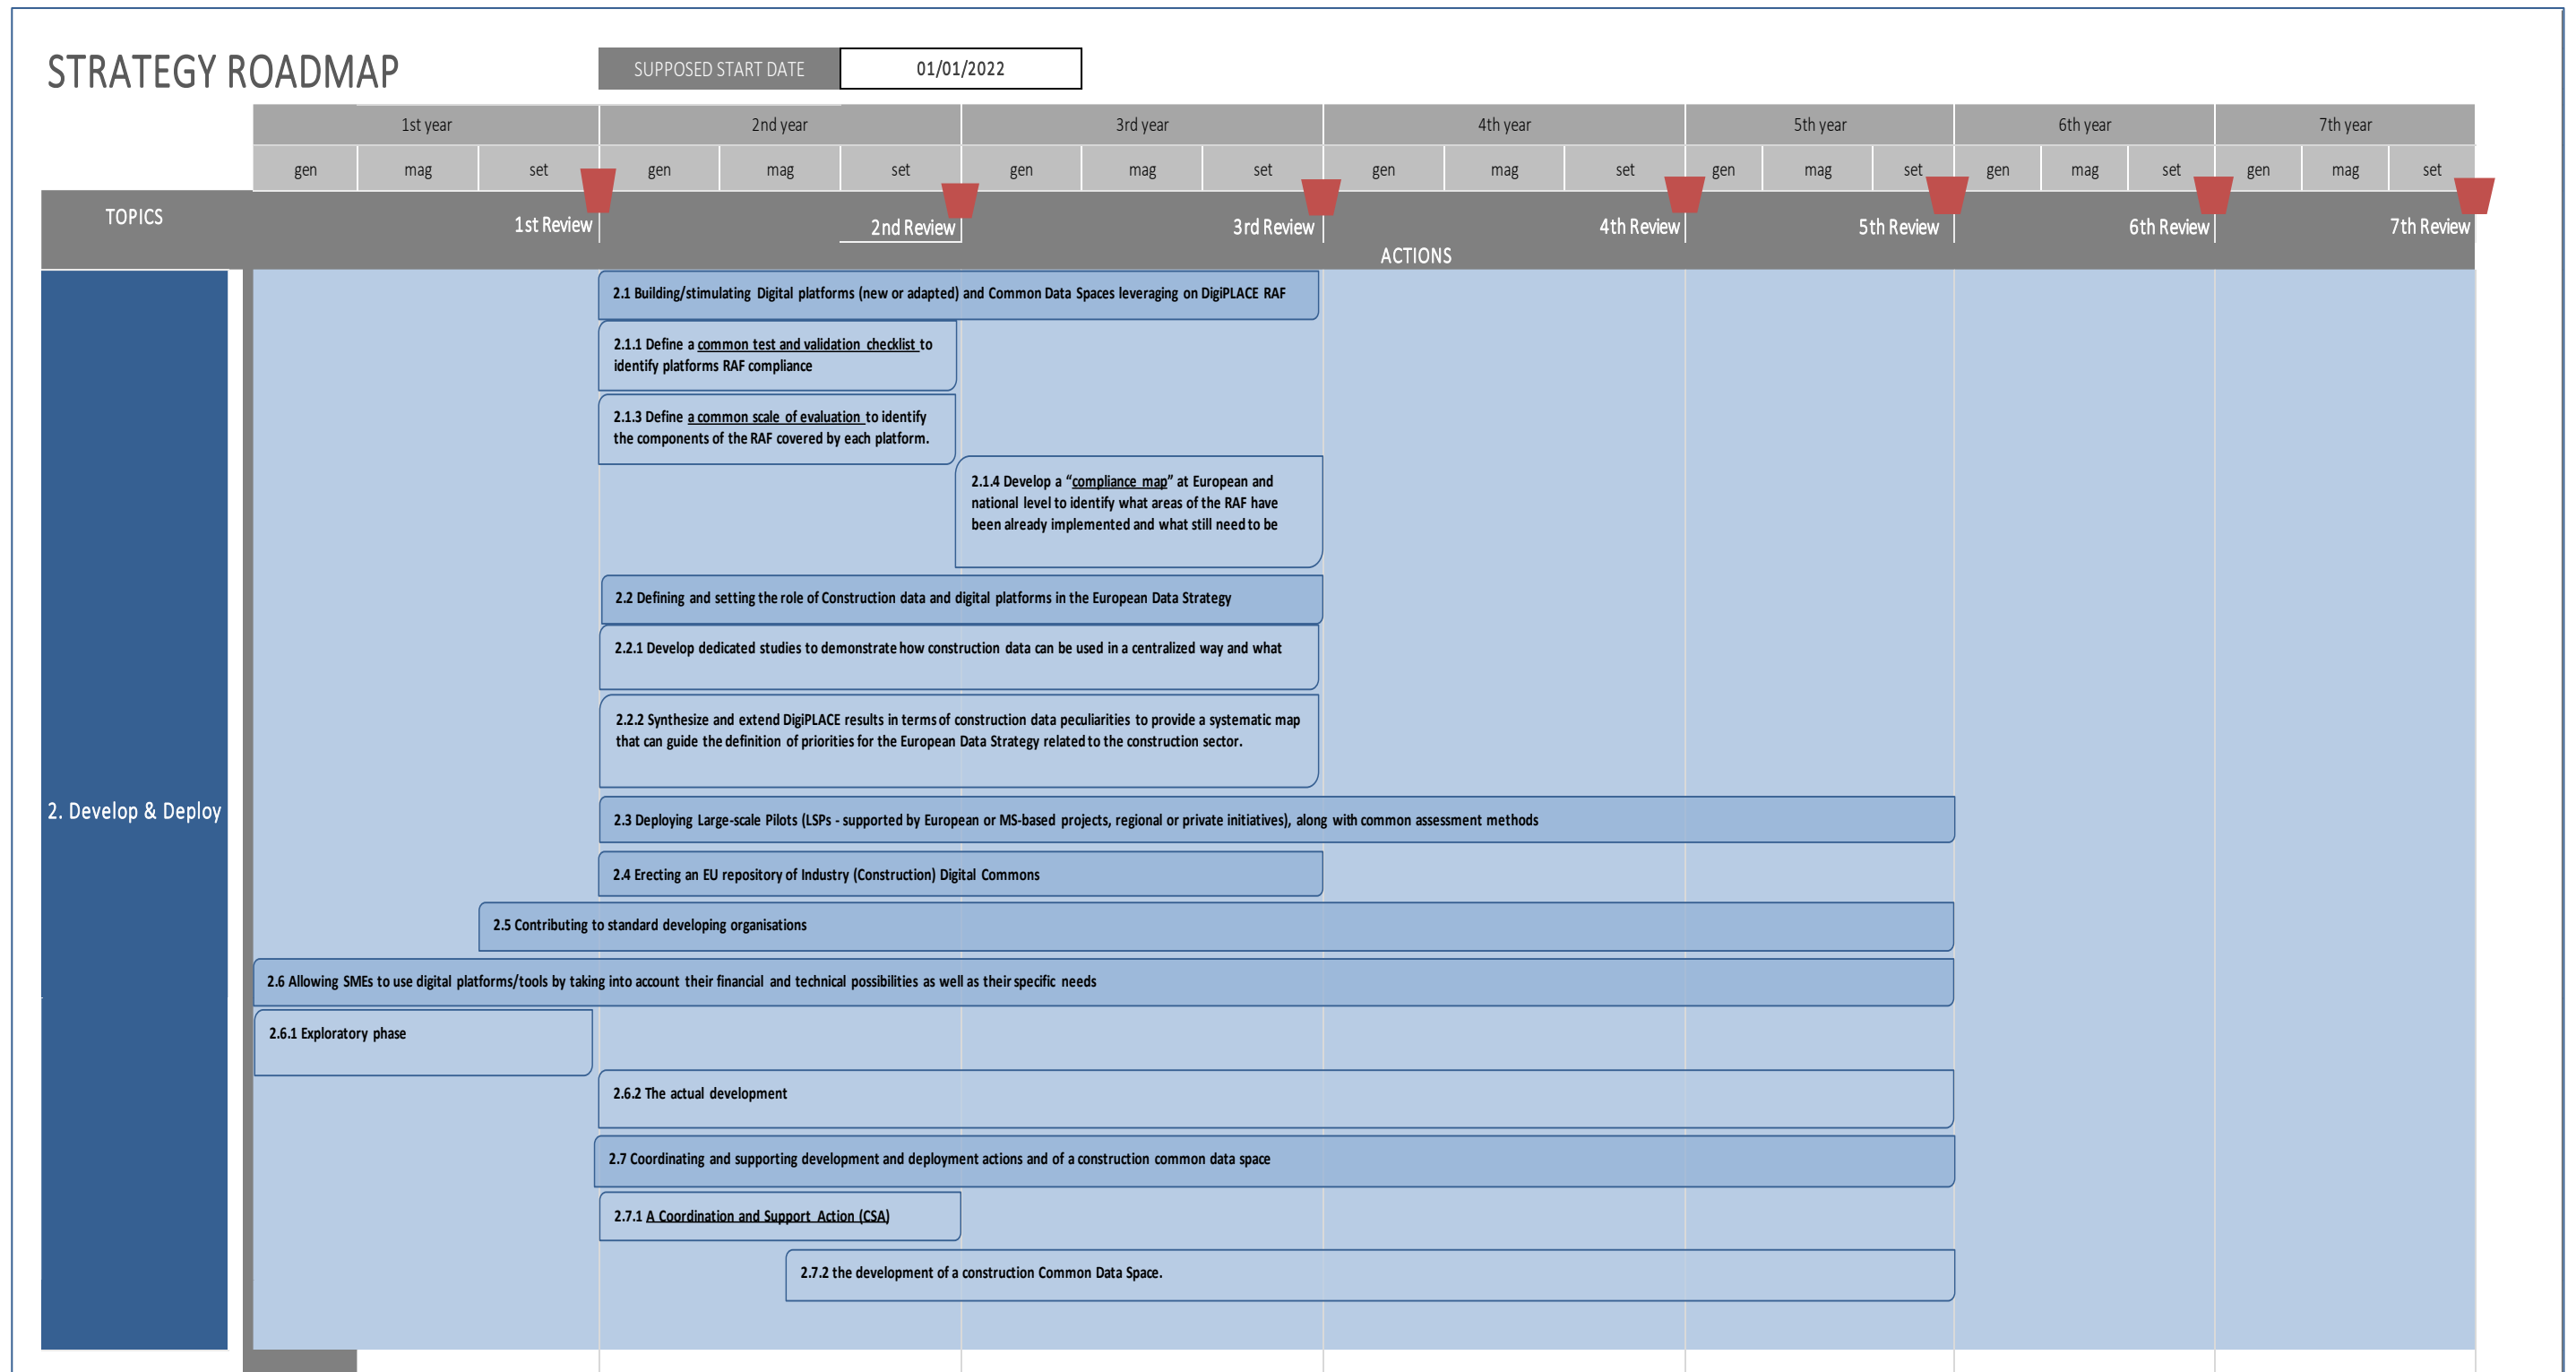 STRATEGY ROADMAP
SUPPOSED START DATE
01/01/2022
1st year
2nd year
3rd year
4th year
5th year
6th year
7th year
gen
mag
set
gen
mag
set
gen
mag
set
gen
mag
set
gen
mag
set
gen
mag
set
gen
mag
set
TOPICS
1st Review
2nd Review
3rd Review
4th Review
5th Review
6th Review
7th Review
ACTIONS
2. Develop & Deploy
2.1 Building/stimulating Digital platforms (new or adapted) and Common Data Spaces leveraging on DigiPLACE RAF
2.1.1 Define a common test and validation checklist to
identify platforms RAF compliance
2.1.3 Define a common scale of evaluation to identify
the components of the RAF covered by each platform.
2.1.4 Develop a “compliance map” at European and
national level to identify what areas of the RAF have
been already implemented and what still need to be
2.2 Defining and setting the role of Construction data and digital platforms in the European Data Strategy
2.2.1 Develop dedicated studies to demonstrate how construction data can be used in a centralized way and what
2.2.2 Synthesize and extend DigiPLACE results in terms of construction data peculiarities to provide a systematic map
that can guide the definition of priorities for the European Data Strategy related to the construction sector.
2.3 Deploying Large-scale Pilots (LSPs - supported by European or MS-based projects, regional or private initiatives), along with common assessment methods
2.4 Erecting an EU repository of Industry (Construction) Digital Commons
2.5 Contributing to standard developing organisations
2.6 Allowing SMEs to use digital platforms/tools by taking into account their financial and technical possibilities as well as their specific needs
2.6.1 Exploratory phase
2.6.2 The actual development
2.7 Coordinating and supporting development and deployment actions and of a construction common data space
2.7.1 A Coordination and Support Action (CSA)
2.7.2 the development of a construction Common Data Space.